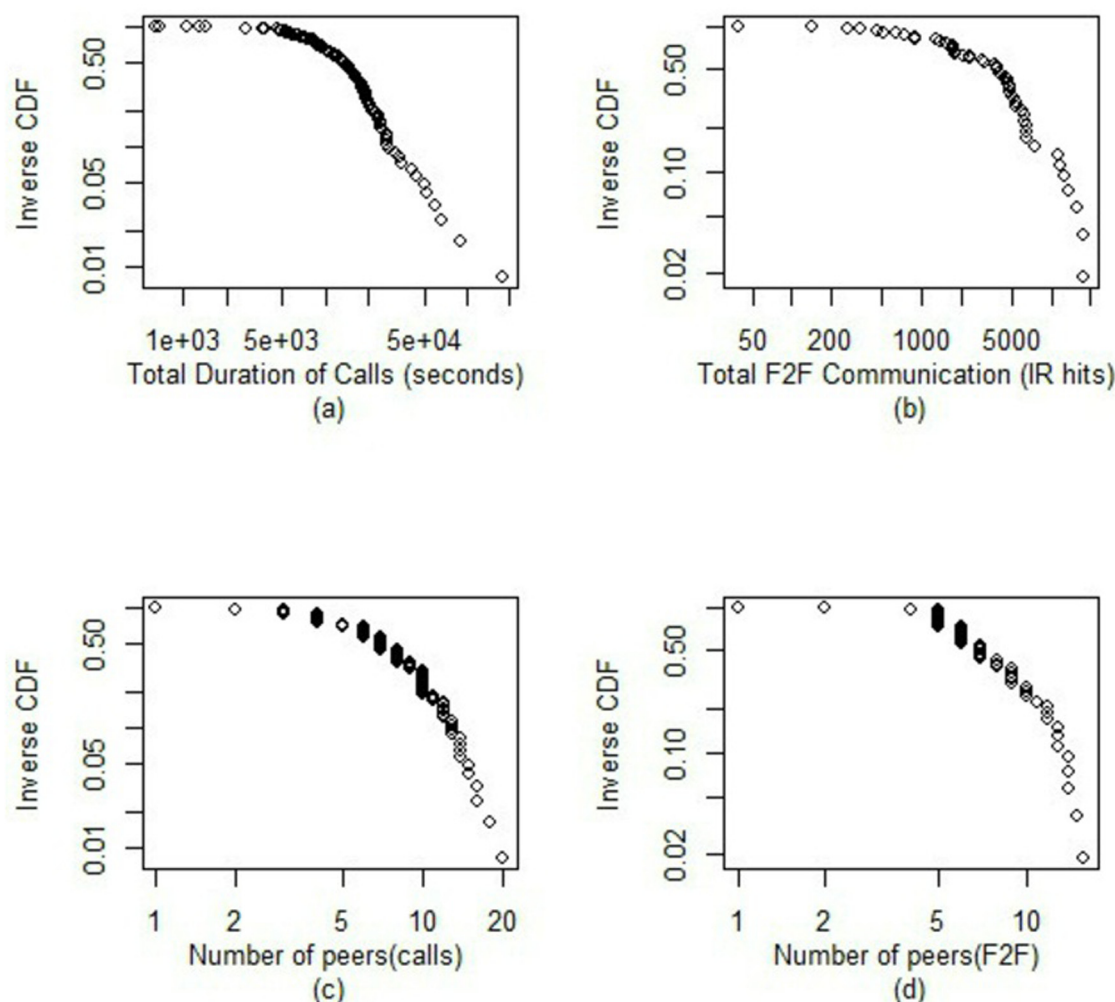 Inverse CDF
0.50
0.05
0.01
1e+03 5e+03 5e+04
Total Duration of Calls (seconds)
(a)
Inverse CDF
0.50
0.10
0.02
50 200 1000 5000
Total F2F Communication (IR hits)
(b)
Inverse CDF
0.50
0.05
0.01
1 2 5 10 20
Number of peers(calls)
(c)
Inverse CDF
0.50
0.10
0.02
1 2 5 10
Number of peers(F2F)
(d)